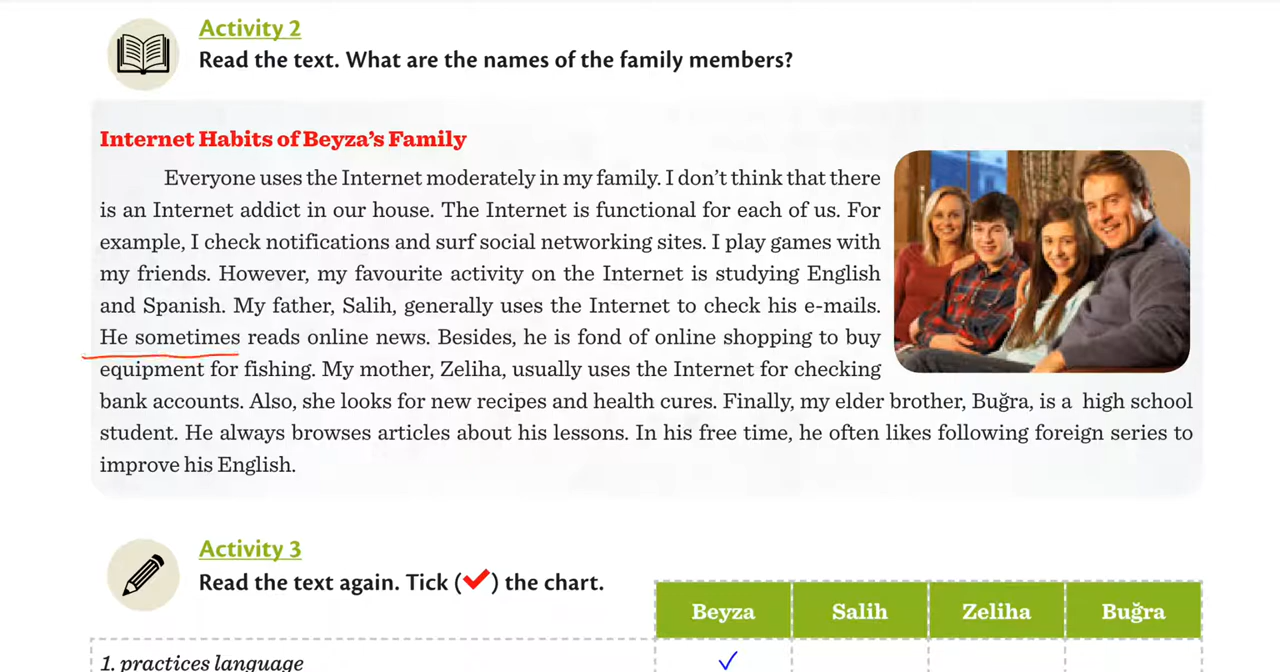 Activity 2
Read the text. What are the names of the family members?
Internet Habits of Beyza's Family
Everyone uses the Internet moderately in my family. I don't think that there
is an Internet addict in our house. The Internet is functional for each of us. For
example, I check notifications and surf social networking sites. I play games with
my friends. However, my favourite activity on the Internet is studying English
and Spanish. My father, Salih, generally uses the Internet to check his e-mails.
He sometimes reads online news. Besides, he is fond of online shopping to buy
equipment for fishing. My mother, Zeliha, usually uses the Internet for checking
bank accounts. Also, she looks for new recipes and health cures. Finally, my elder brother, Buğra, is a high school
student. He always browses articles about his lessons. In his free time, he often likes following foreign series to
improve his English.
Activity 3
Read the text again. Tick (✔) the chart.
Beyza Salih Zeliha Buğra
1. practices language ✓